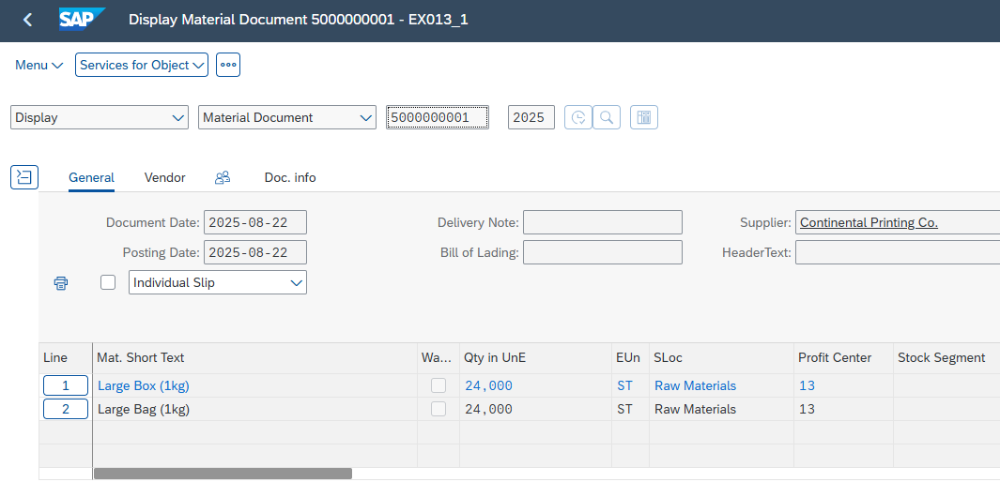 SAP Display Material Document 5000000001 - EX013_1
Menu Services for Object
Display Material Document 5000000001 2025
General Vendor Doc. info
Document Date: 2025-08-22 Delivery Note: Supplier: Continental Printing Co.
Posting Date: 2025-08-22 Bill of Lading: HeaderText:
Individual Slip
Line Mat. Short Text Wa... Qty in UnE EUn SLoc Profit Center Stock Segment
1 Large Box (1kg) 24,000 ST Raw Materials 13
2 Large Bag (1kg) 24,000 ST Raw Materials 13